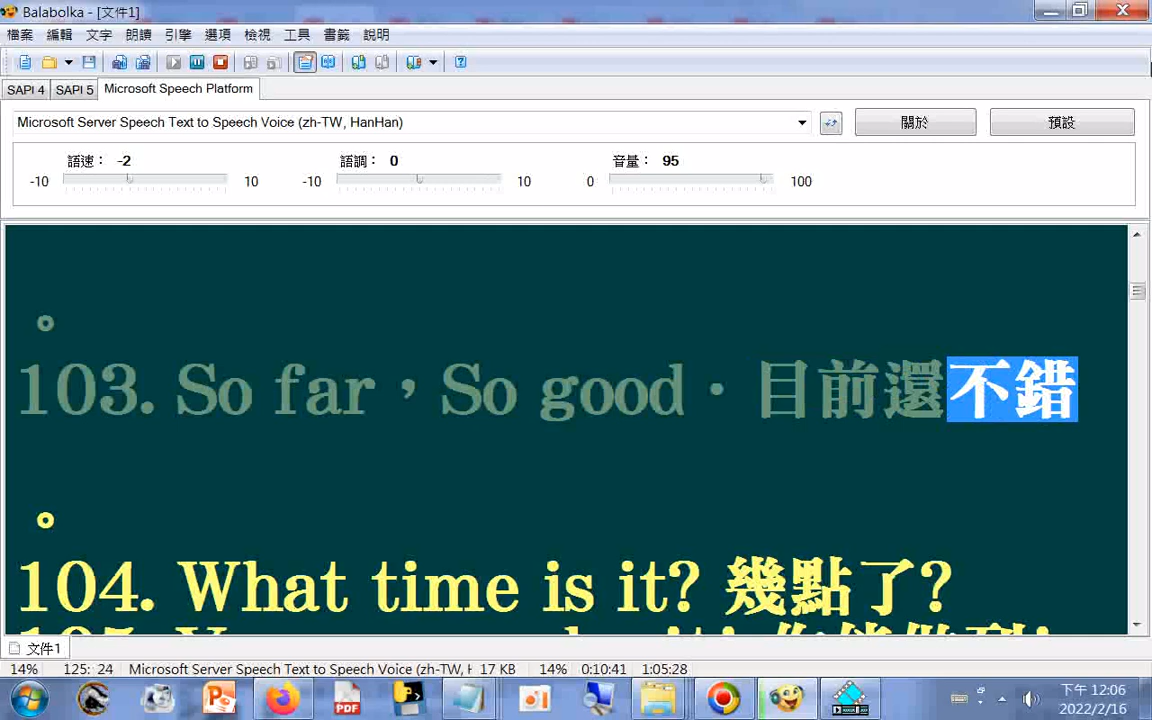 Balabolka - [文件1]
檔案 編輯 文字 朗讀 引擎 選項 檢視 工具 書籤 說明
SAPI 4 SAPI 5 Microsoft Speech Platform
Microsoft Server Speech Text to Speech Voice (zh-TW, HanHan) 關於 預設
語速： -2 語調： 0 音量： 95
-10 10 -10 10 0 100
。
103. So far，So good．目前還不錯
。
104. What time is it? 幾點了?
文件1
14% 125: 24 Microsoft Server Speech Text to Speech Voice (zh-TW, 17 KB 14% 0:10:41 1:05:28
PDF
下午 12:06
2022/2/16